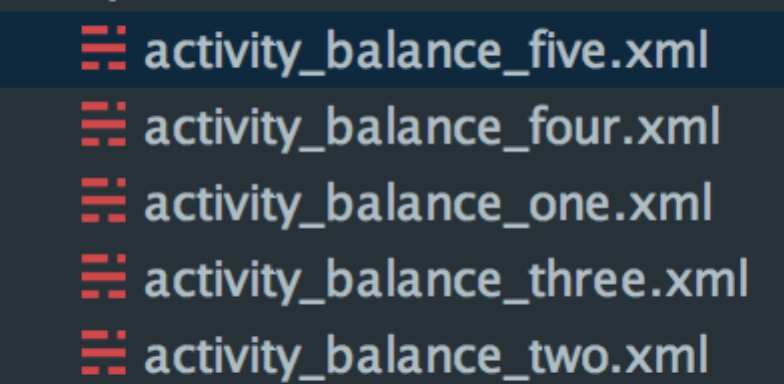 activity_balance_five.xml
activity_balance_four.xml
activity_balance_one.xml
activity_balance_three.xml
activity_balance_two.xml